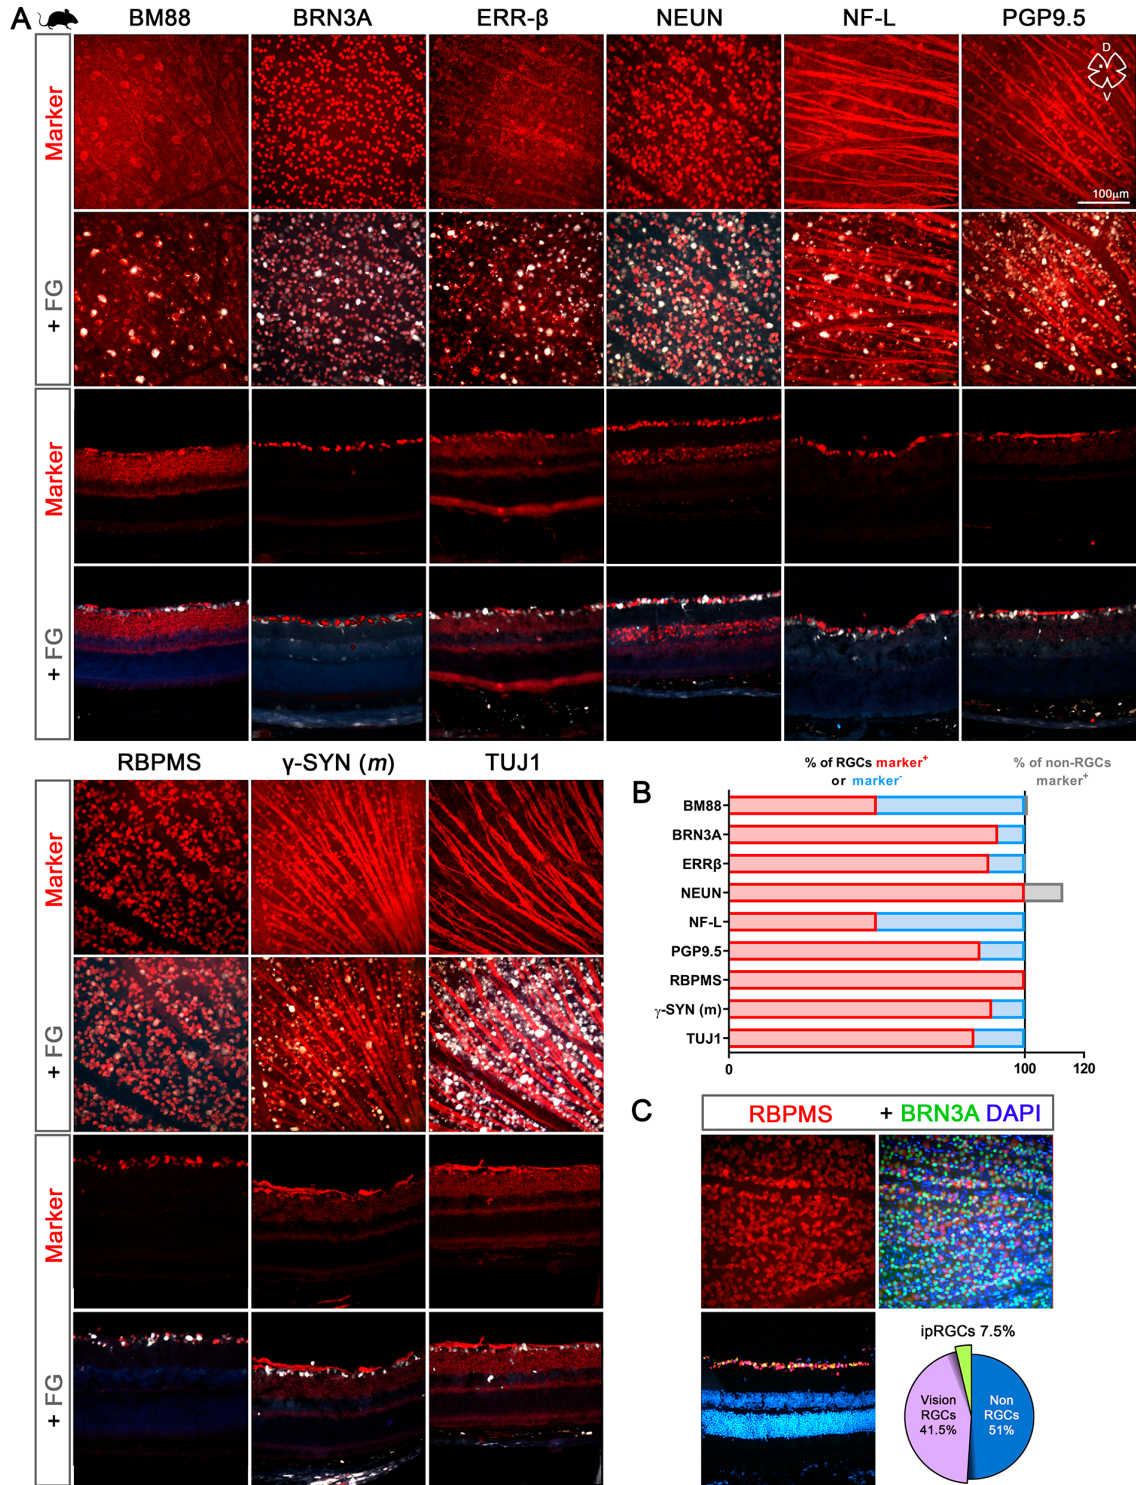 A
BM88 BRN3A ERR-β NEUN NF-L PGP9.5
Marker
D
V
100µm
+ FG
Marker
+ FG
RBPMS γ-SYN (m) TUJ1
Marker
+ FG
Marker
+ FG
B
% of RGCs marker⁺
or marker⁻
% of non-RGCs
marker⁺
BM88
BRN3A
ERRβ
NEUN
NF-L
PGP9.5
RBPMS
γ-SYN (m)
TUJ1
0 100 120
C
RBPMS + BRN3A DAPI
ipRGCs 7.5%
Vision
RGCs
41.5%
Non
RGCs
51%